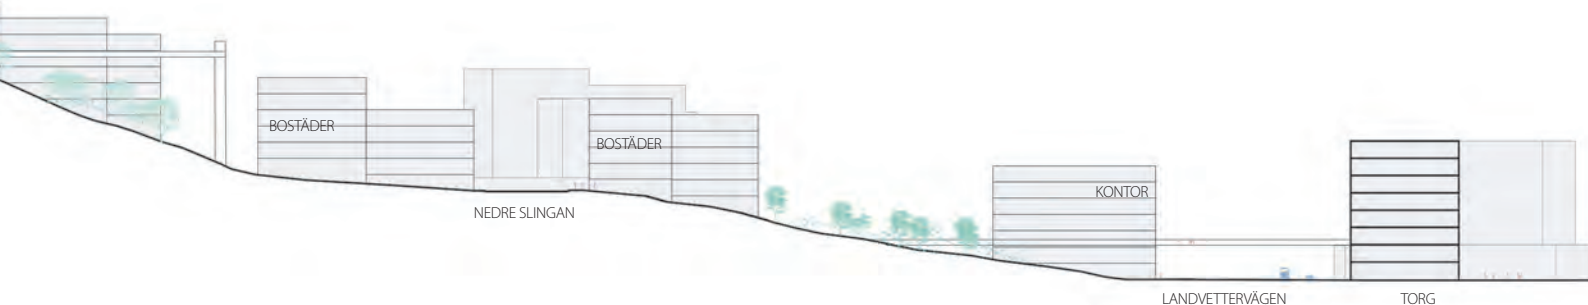 BOSTÄDER
BOSTÄDER
NEDRE SLINGAN
KONTOR
LANDVETTERVÄGEN
TORG